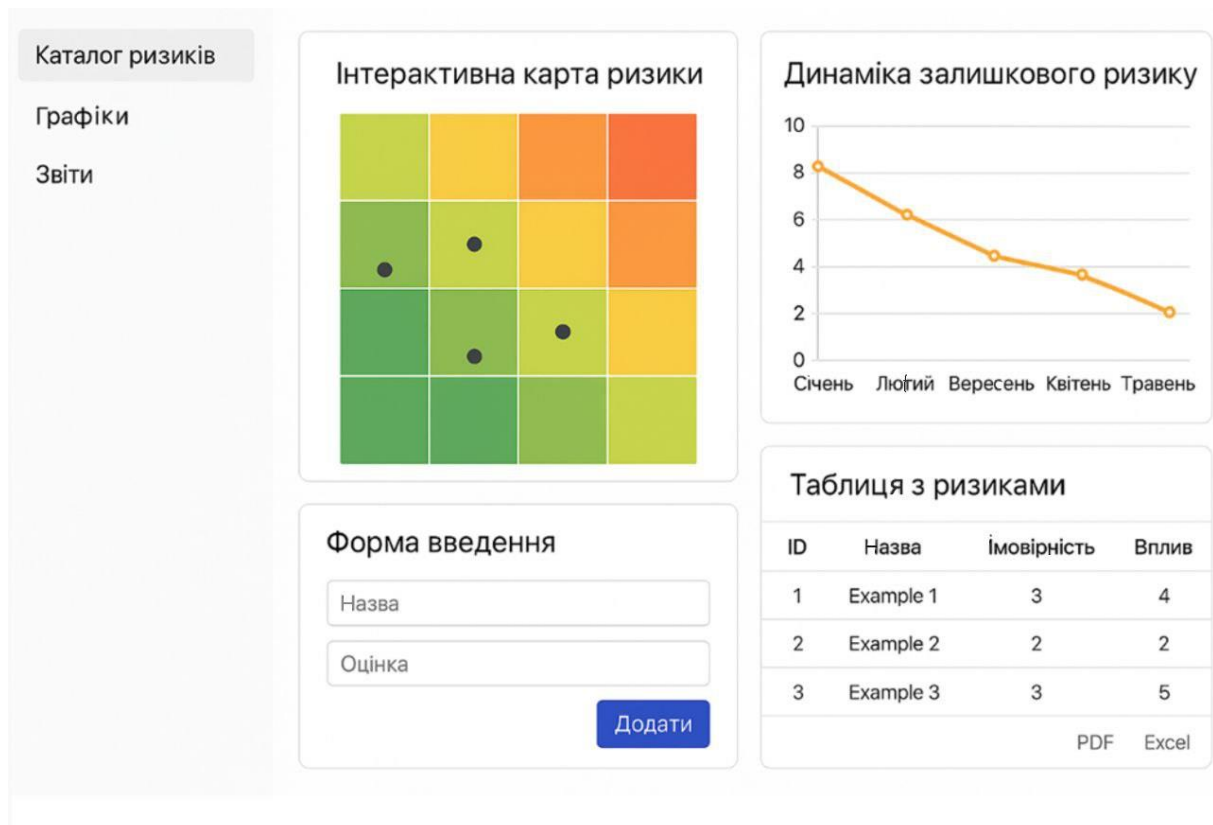 Каталог ризиків
Графіки
Звіти
Інтерактивна карта ризики
Форма введення
Назва
Оцінка
Додати
Динаміка залишкового ризику
10
8
6
4
2
0
Січень Лютий Вересень Квітень Травень
Таблиця з ризиками
ID Назва Імовірність Вплив
1 Example 1 3 4
2 Example 2 2 2
3 Example 3 3 5
PDF Excel